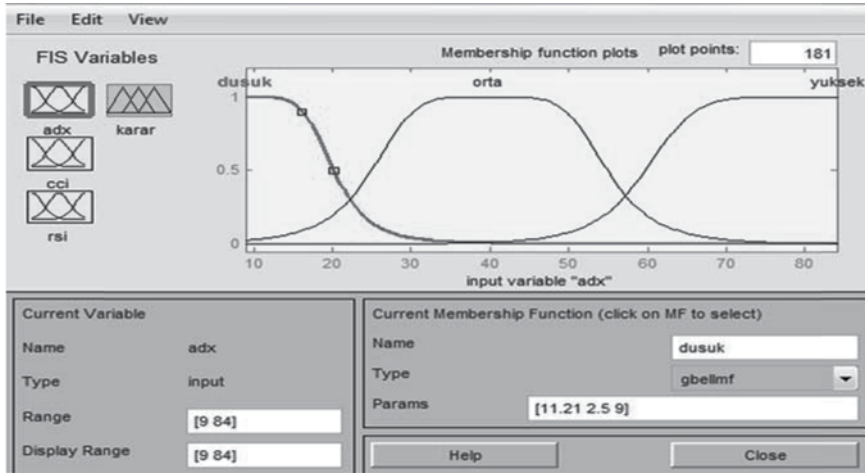 File Edit View
FIS Variables
Membership function plots plot points: 181
dusuk orta yuksek
1
0.5
0
10 20 30 40 50 60 70 80
input variable "adx"
adx karar
cci
rsi
Current Variable
Name adx
Type input
Range [9 84]
Display Range [9 84]
Current Membership Function (click on MF to select)
Name dusuk
Type gbellmf
Params [11.21 2.5 9]
Help Close